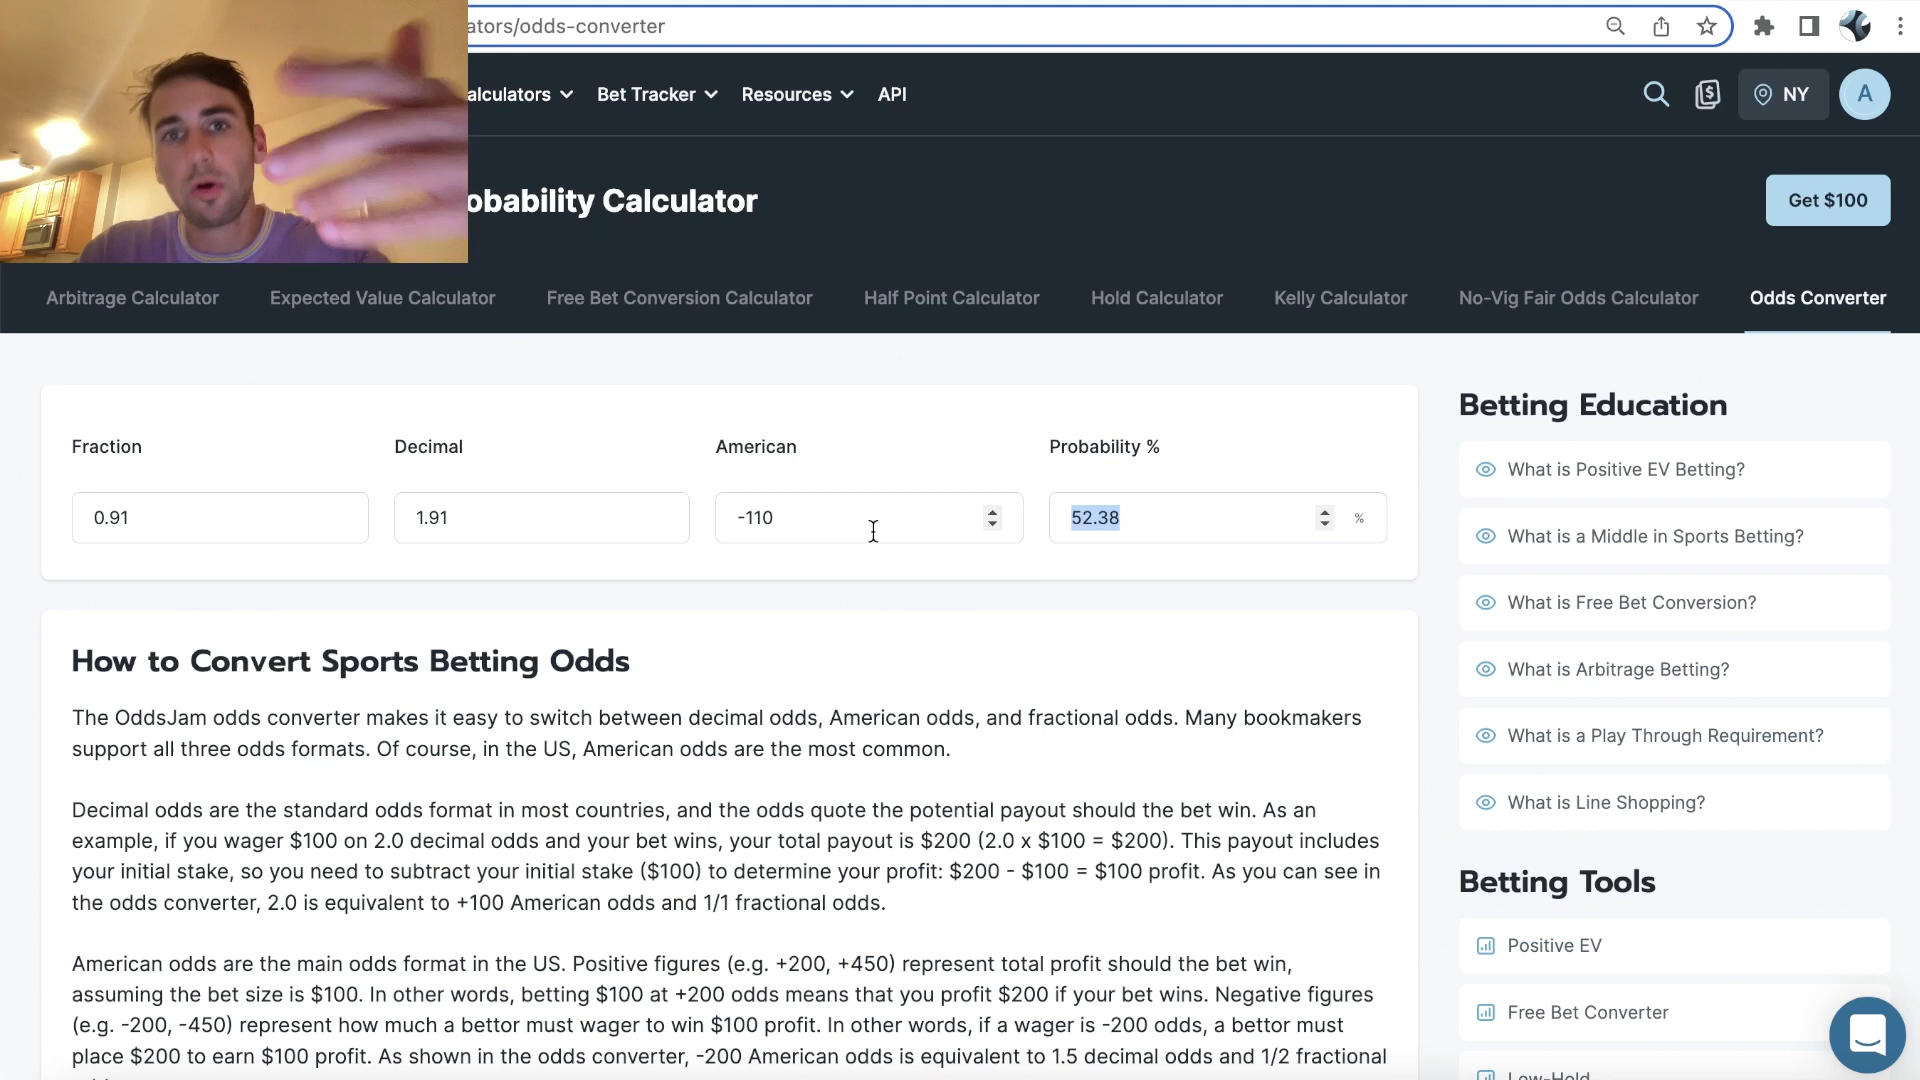 ators/odds-converter
alculators
Bet Tracker
Resources
API
NY
A
obability Calculator
Get $100
Arbitrage Calculator
Expected Value Calculator
Free Bet Conversion Calculator
Half Point Calculator
Hold Calculator
Kelly Calculator
No-Vig Fair Odds Calculator
Odds Converter
Fraction
Decimal
American
Probability %
0.91
1.91
-110
52.38
%
How to Convert Sports Betting Odds
The OddsJam odds converter makes it easy to switch between decimal odds, American odds, and fractional odds. Many bookmakers
support all three odds formats. Of course, in the US, American odds are the most common.
Decimal odds are the standard odds format in most countries, and the odds quote the potential payout should the bet win. As an
example, if you wager $100 on 2.0 decimal odds and your bet wins, your total payout is $200 (2.0 x $100 = $200). This payout includes
your initial stake, so you need to subtract your initial stake ($100) to determine your profit: $200 - $100 = $100 profit. As you can see in
the odds converter, 2.0 is equivalent to +100 American odds and 1/1 fractional odds.
American odds are the main odds format in the US. Positive figures (e.g. +200, +450) represent total profit should the bet win,
assuming the bet size is $100. In other words, betting $100 at +200 odds means that you profit $200 if your bet wins. Negative figures
(e.g. -200, -450) represent how much a bettor must wager to win $100 profit. In other words, if a wager is -200 odds, a bettor must
place $200 to earn $100 profit. As shown in the odds converter, -200 American odds is equivalent to 1.5 decimal odds and 1/2 fractional
Betting Education
What is Positive EV Betting?
What is a Middle in Sports Betting?
What is Free Bet Conversion?
What is Arbitrage Betting?
What is a Play Through Requirement?
What is Line Shopping?
Betting Tools
Positive EV
Free Bet Converter
Low-Hold